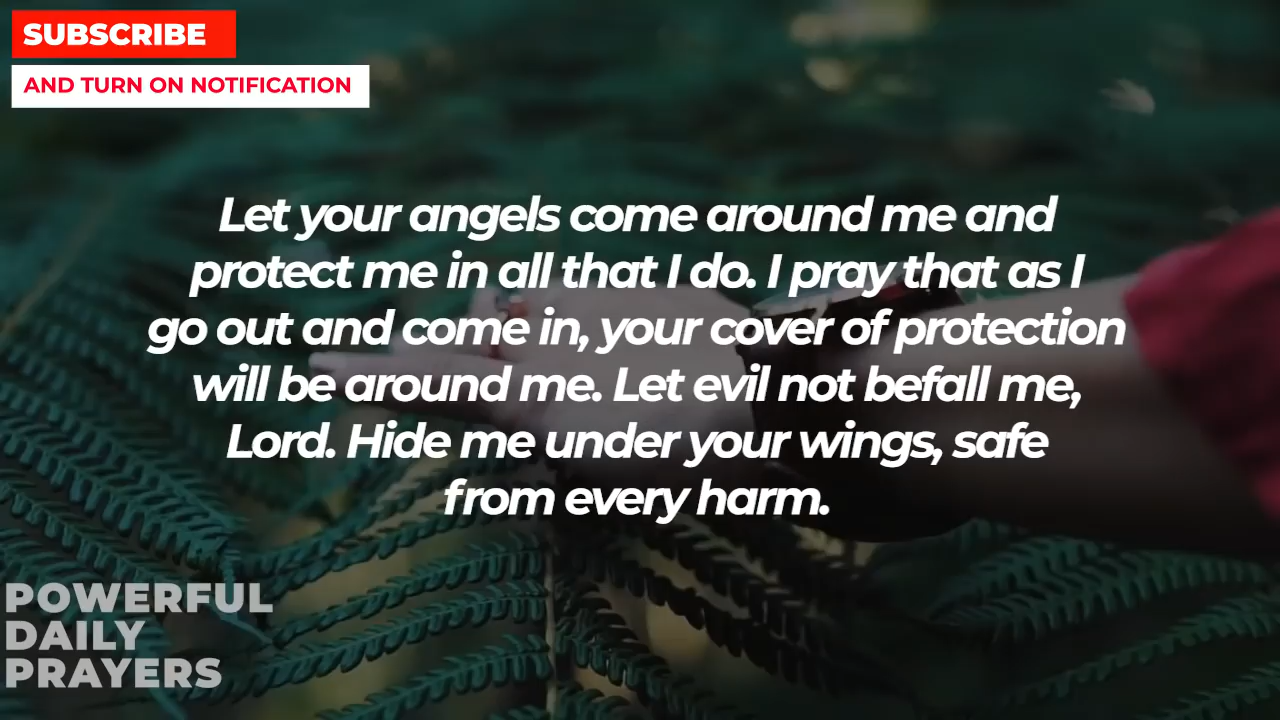 SUBSCRIBE
AND TURN ON NOTIFICATION
Let your angels come around me and
protect me in all that I do. I pray that as I
go out and come in, your cover of protection
will be around me. Let evil not befall me,
Lord. Hide me under your wings, safe
from every harm.
POWERFUL
DAILY
PRAYERS